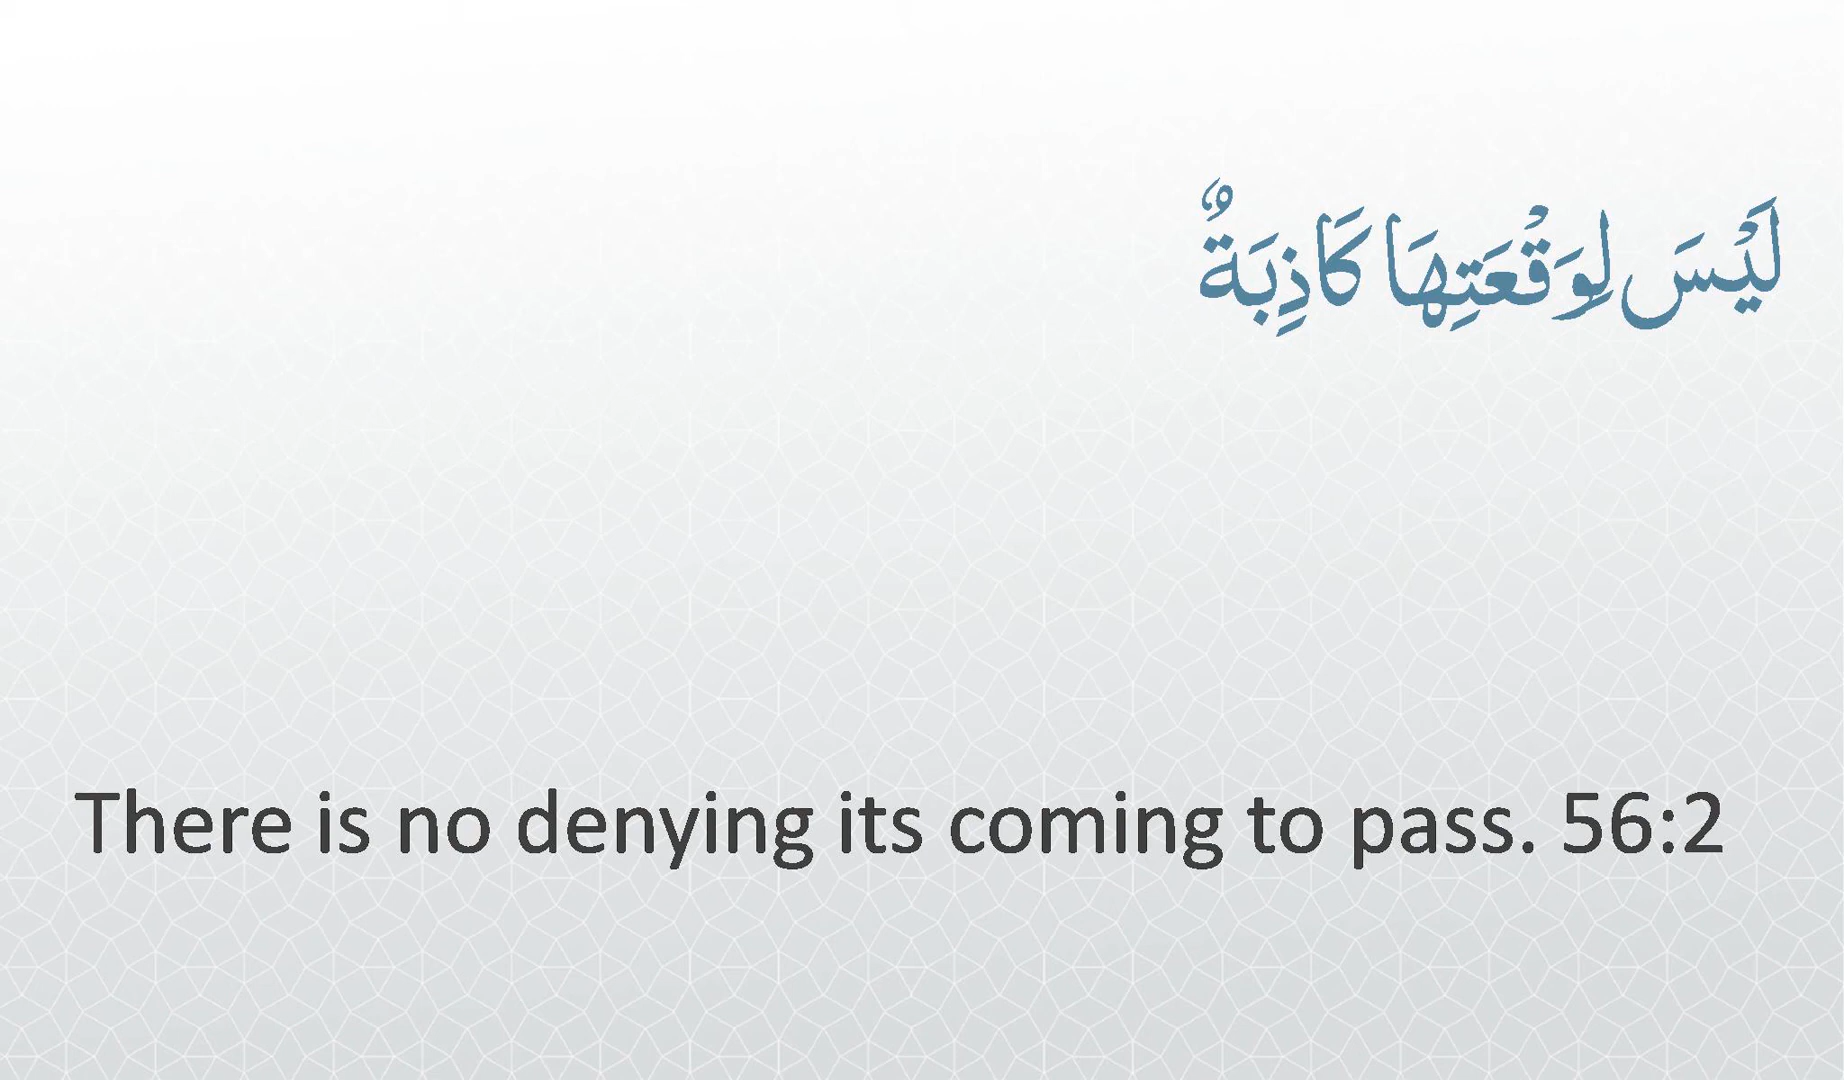 لَيْسَ لِوَقْعَتِهَا كَاذِبَةٌ
There is no denying its coming to pass. 56:2